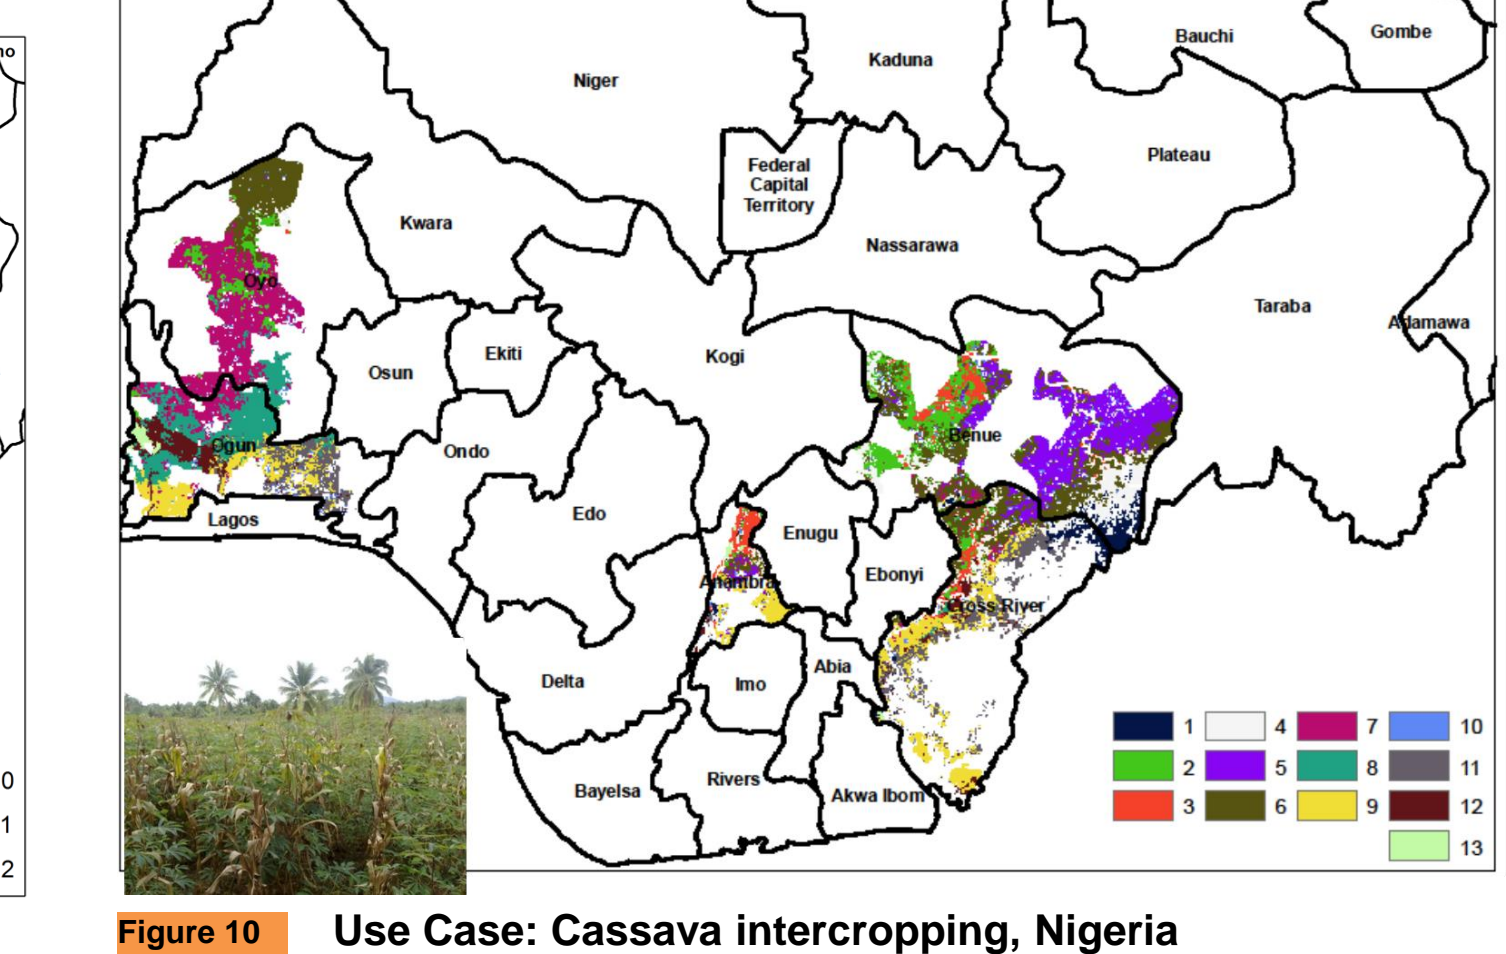 no
Bauchi
Gombe
Kaduna
Niger
Federal
Capital
Territory
Plateau
Kwara
Nassarawa
Oyo
Taraba
Adamawa
Ekiti
Kogi
Osun
Benue
Ogun
Ondo
Edo
Lagos
Enugu
Ebonyi
Anambra
Cross River
Abia
Imo
Delta
Rivers
Bayelsa
Akwa Ibom
1
4
7
10
2
5
8
11
3
6
9
12
13
0
1
2
Figure 10
Use Case: Cassava intercropping, Nigeria